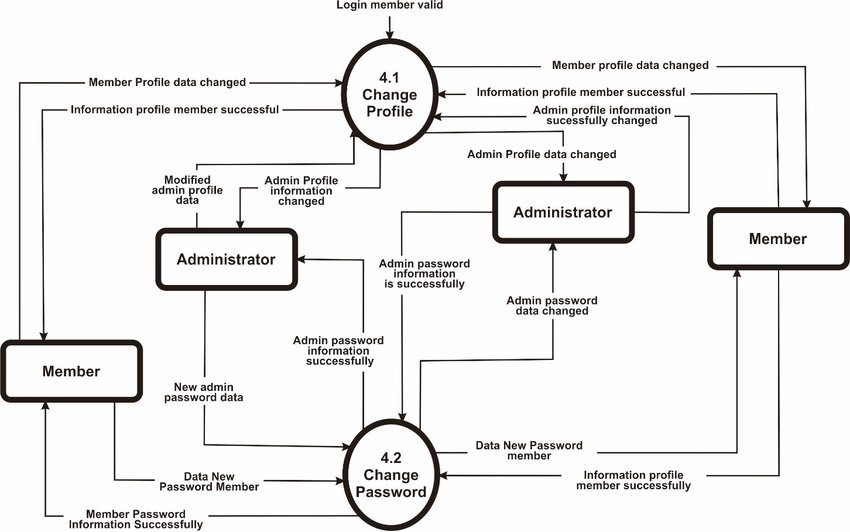 Login member valid
4.1
Change
Profile
Member Profile data changed
Information profile member successful
Member profile data changed
Information profile member successful
Admin profile information
sucessfully changed
Admin Profile data changed
Modified
admin profile
data
Admin Profile
information
changed
Administrator
Administrator
Member
Admin password
information
is successfully
Admin password
data changed
Admin password
information
successfully
Member
New admin
password data
4.2
Change
Password
Data New Password
member
Information profile
member successfully
Data New
Password Member
Member Password
Information Successfully